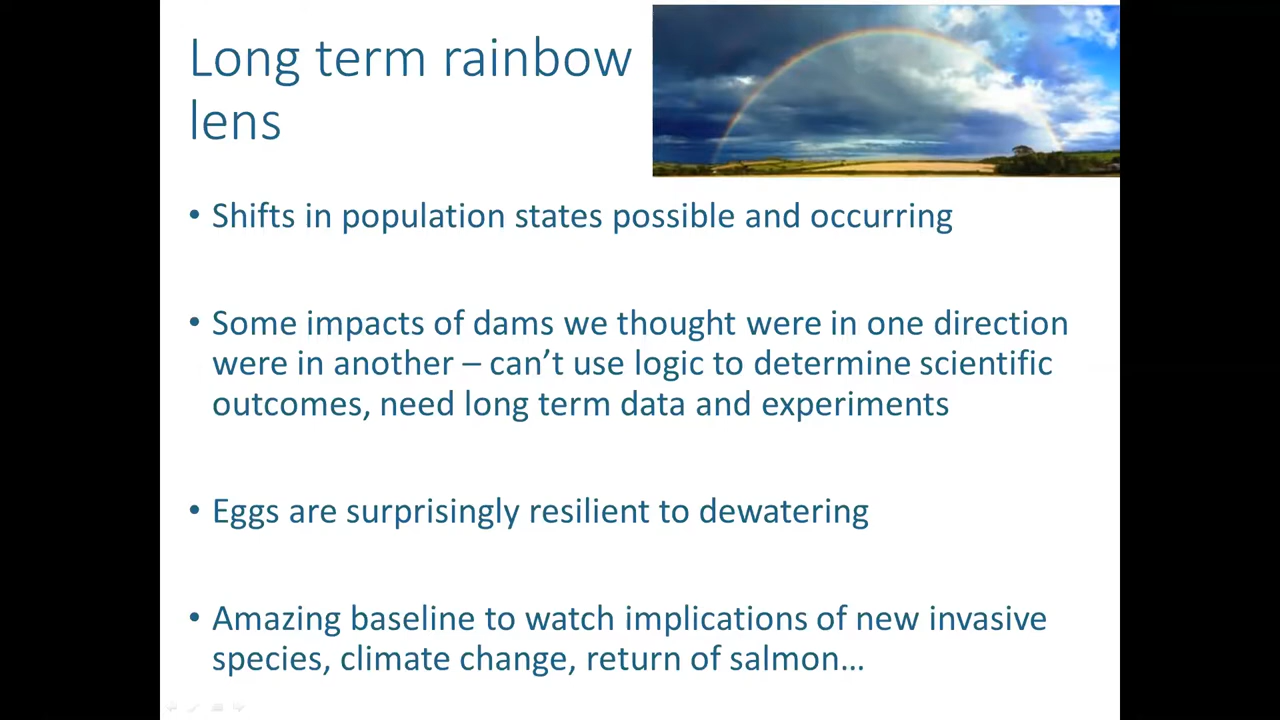 Long term rainbow
lens
• Shifts in population states possible and occurring
• Some impacts of dams we thought were in one direction
were in another – can’t use logic to determine scientific
outcomes, need long term data and experiments
• Eggs are surprisingly resilient to dewatering
• Amazing baseline to watch implications of new invasive
species, climate change, return of salmon…